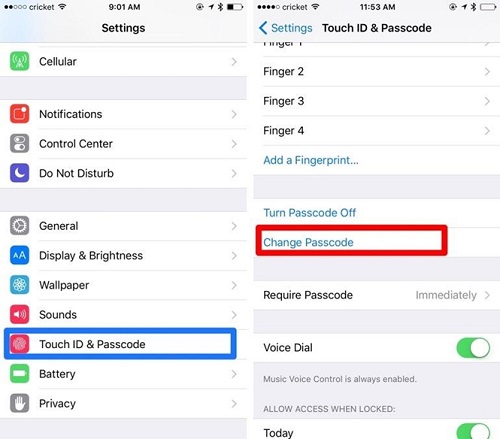 cricket 9:01 AM
Settings
Cellular
Notifications
Control Center
Do Not Disturb
General
AA Display & Brightness
Wallpaper
Sounds
Touch ID & Passcode
Battery
Privacy
cricket 11:53 AM
Settings Touch ID & Passcode
Finger 2
Finger 3
Finger 4
Add a Fingerprint...
Turn Passcode Off
Change Passcode
Require Passcode Immediately
Voice Dial
Music Voice Control is always enabled.
ALLOW ACCESS WHEN LOCKED:
Today